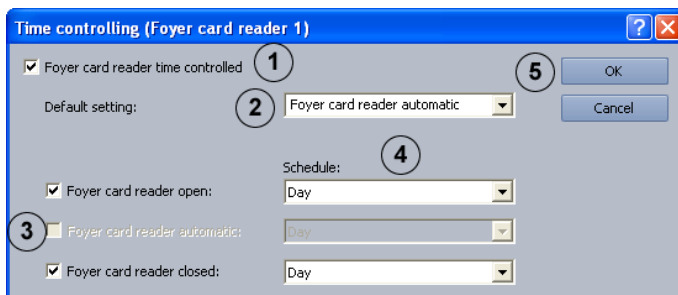 Time controlling (Foyer card reader 1)
Foyer card reader time controlled 1
5 OK
Default setting: 2 Foyer card reader automatic
Cancel
Schedule: 4
Foyer card reader open: Day
3 Foyer card reader automatic: Day
Foyer card reader closed: Day